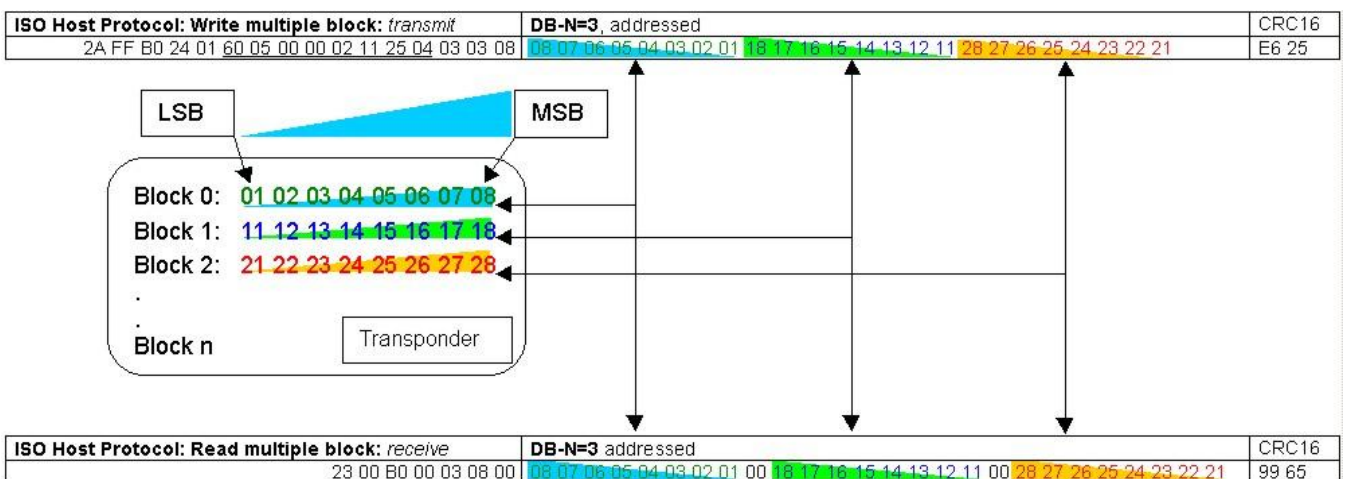 ISO Host Protocol: Write multiple block: transmit DB-N=3, addressed CRC16
2A FF B0 24 01 60 05 00 00 02 11 25 04 03 03 08 08 07 06 05 04 03 02 01 18 17 16 15 14 13 12 11 28 27 26 25 24 23 22 21 E6 25
LSB MSB
Block 0: 01 02 03 04 05 06 07 08
Block 1: 11 12 13 14 15 16 17 18
Block 2: 21 22 23 24 25 26 27 28
.
.
Block n Transponder
ISO Host Protocol: Read multiple block: receive DB-N=3 addressed CRC16
23 00 B0 00 03 08 00 08 07 06 05 04 03 02 01 00 18 17 16 15 14 13 12 11 00 28 27 26 25 24 23 22 21 99 65